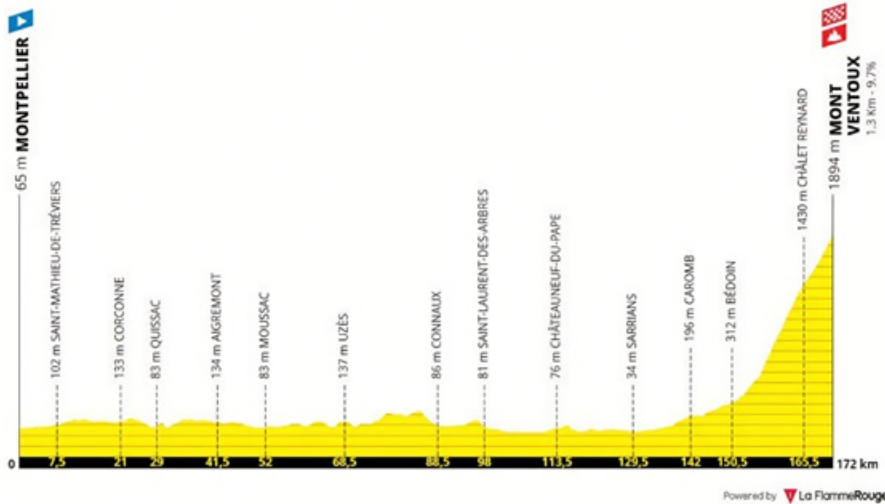 65 m MONTPELLIER
102 m SAINT-MATHIEU-DE-TRÉVIERS
133 m CORCONNE
83 m QUISSAC
134 m AIGREMONT
83 m MOUSSAC
137 m UZÈS
86 m CONNAUX
81 m SAINT-LAURENT-DES-ARBRES
76 m CHÂTEAUNEUF-DU-PAPE
34 m SARRIANS
196 m CAROMB
312 m BÉDOIN
1430 m CHÂLET REYNARD
1894 m MONT
VENTOUX
1.3 Km - 9.7%
0 7,5 21 29 41,5 52 68,5 88,5 98 113,5 129,5 142 150,5 165,5 172 km
Powered by La FlammeRouge